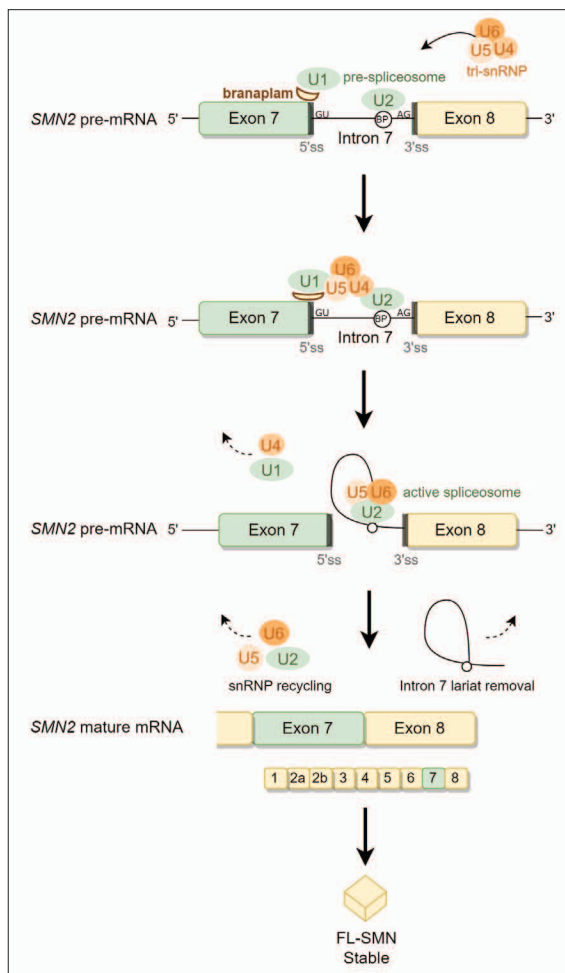 U6
U5 U4
tri-snRNP
U1
pre-spliceosome
branaplam
U2
SMN2 pre-mRNA 5'
Exon 7
GU
BP
AG
Exon 8
3'
5'ss
Intron 7
3'ss
U6
U1
U5 U4
U2
SMN2 pre-mRNA 5'
Exon 7
GU
BP
AG
Exon 8
3'
5'ss
Intron 7
3'ss
U4
U1
U5 U6
active spliceosome
U2
SMN2 pre-mRNA 5'
Exon 7
Exon 8
3'
5'ss
3'ss
U6
U5
U2
snRNP recycling
Intron 7 lariat removal
SMN2 mature mRNA
Exon 7
Exon 8
1 2a 2b 3 4 5 6 7 8
FL-SMN
Stable